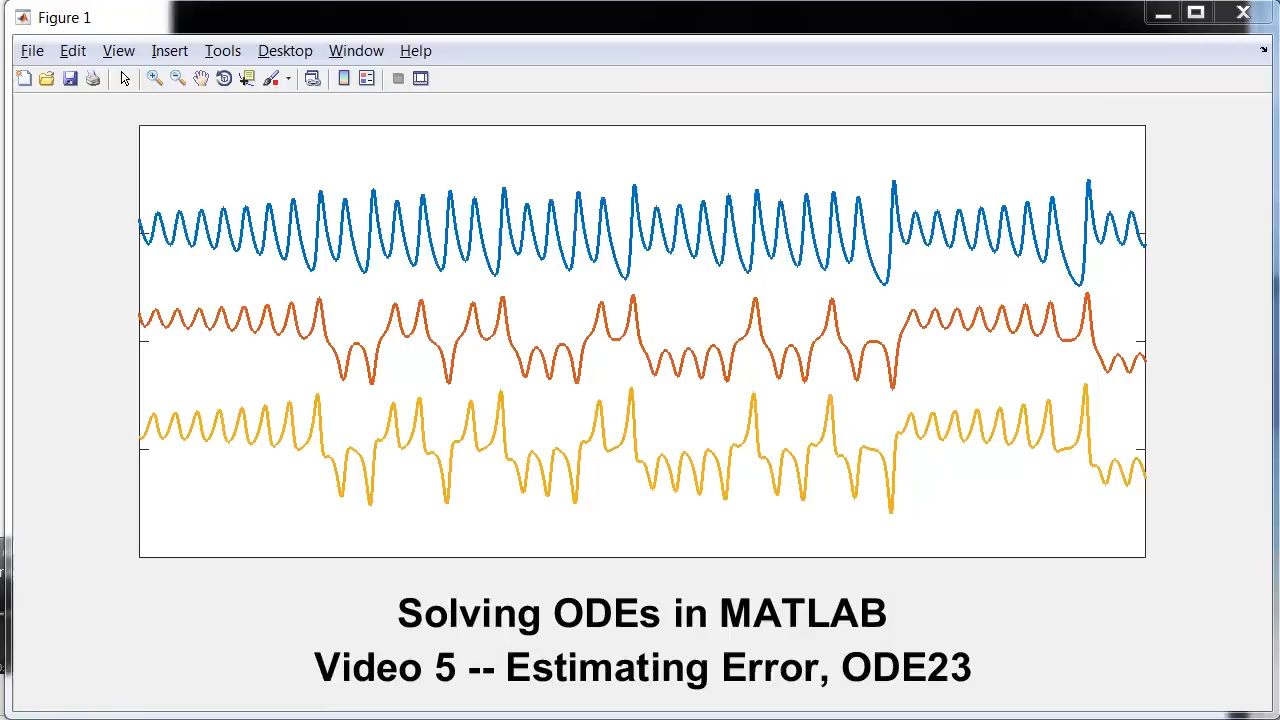 Figure 1
File Edit View Insert Tools Desktop Window Help
Solving ODEs in MATLAB
Video 5 -- Estimating Error, ODE23